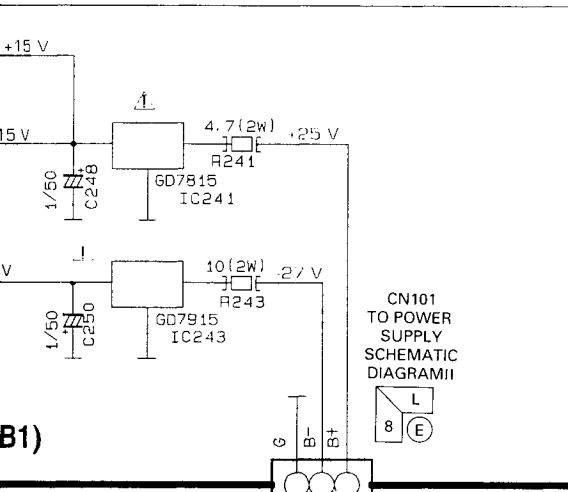 +15 V
15 V
4.7(2W)
+25 V
R241
GD7815
IC241
1/50
C248
V
10(2W)
-27 V
R243
GD7915
IC243
1/50
C250
CN101
TO POWER
SUPPLY
SCHEMATIC
DIAGRAMII
L
8
E
B1)
G
B-
B+